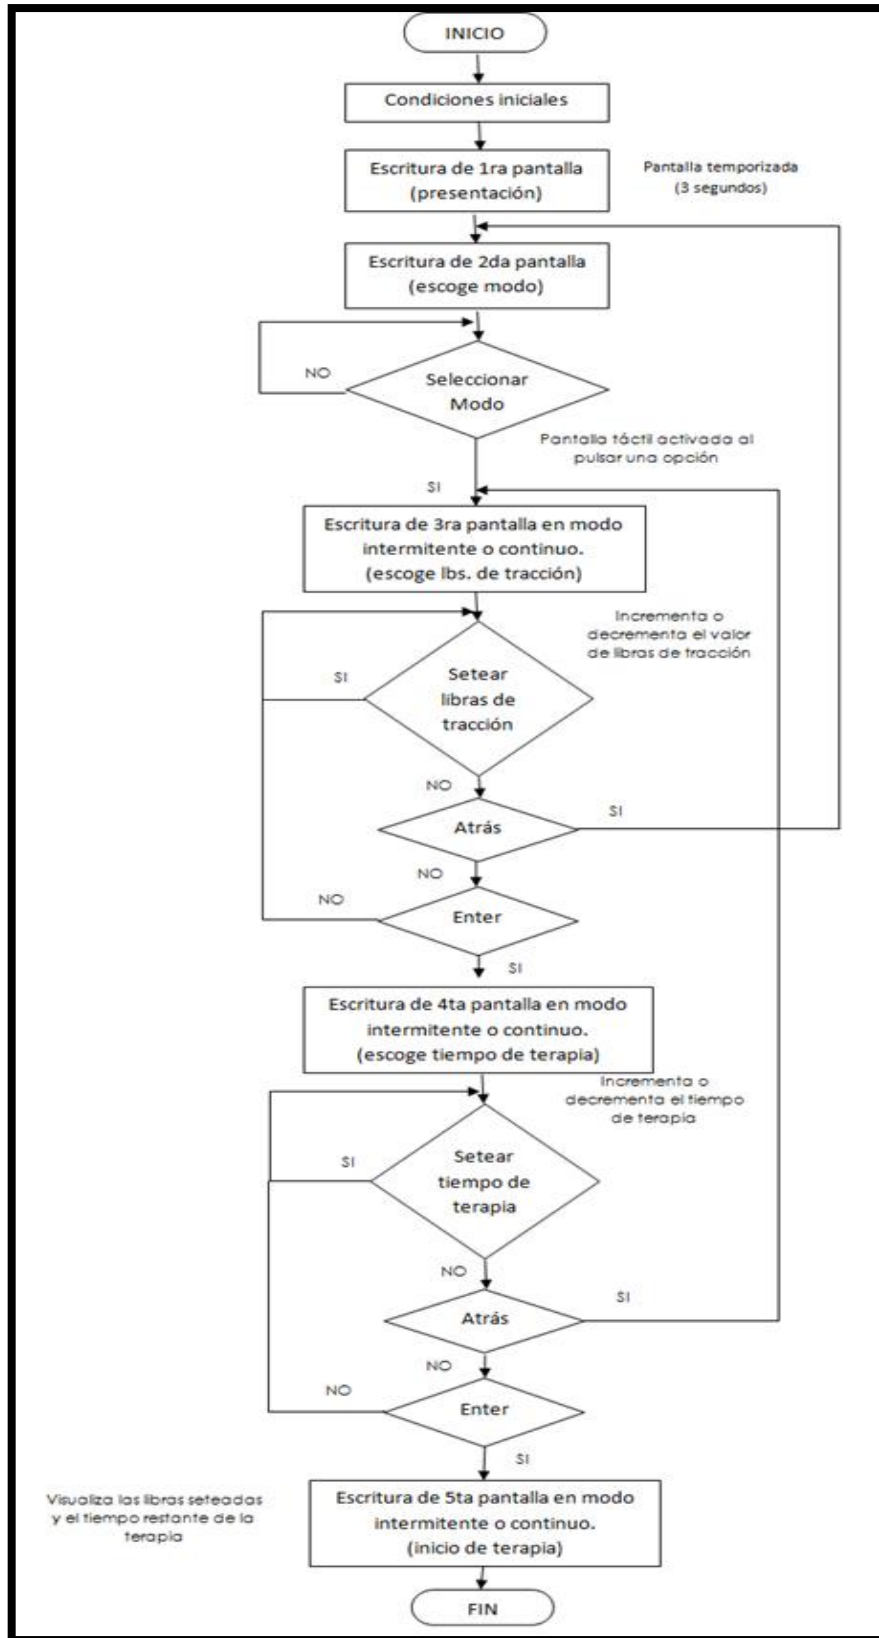 INICIO
Condiciones iniciales
Escritura de 1ra pantalla
(presentación)
Pantalla temporizada
(3 segundos)
Escritura de 2da pantalla
(escoge modo)
NO
Seleccionar
Modo
Pantalla táctil activada al
pulsar una opción
SI
Escritura de 3ra pantalla en modo
intermitente o continuo.
(escoge lbs. de tracción)
Incrementa o
decrementa el valor
de libras de tracción
SI
Setear
libras de
tracción
NO
Atrás
SI
NO
NO
Enter
SI
Escritura de 4ta pantalla en modo
intermitente o continuo.
(escoge tiempo de terapia)
Incrementa o
decrementa el tiempo
de terapia
SI
Setear
tiempo de
terapia
NO
Atrás
SI
NO
NO
Enter
SI
Visualiza las libras seteadas
y el tiempo restante de la
terapia
Escritura de 5ta pantalla en modo
intermitente o continuo.
(inicio de terapia)
FIN